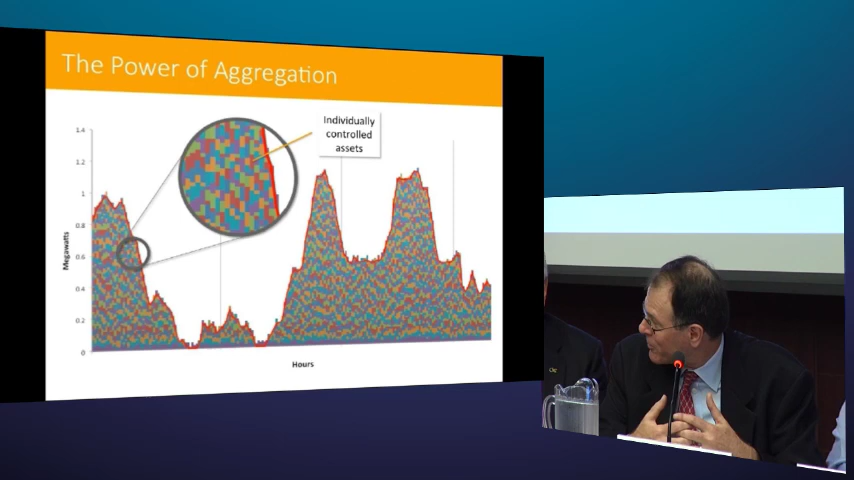 The Power of Aggregation
Individually
controlled
assets
1.4
1.2
1
0.8
0.6
0.4
0.2
0
Megawatts
Hours